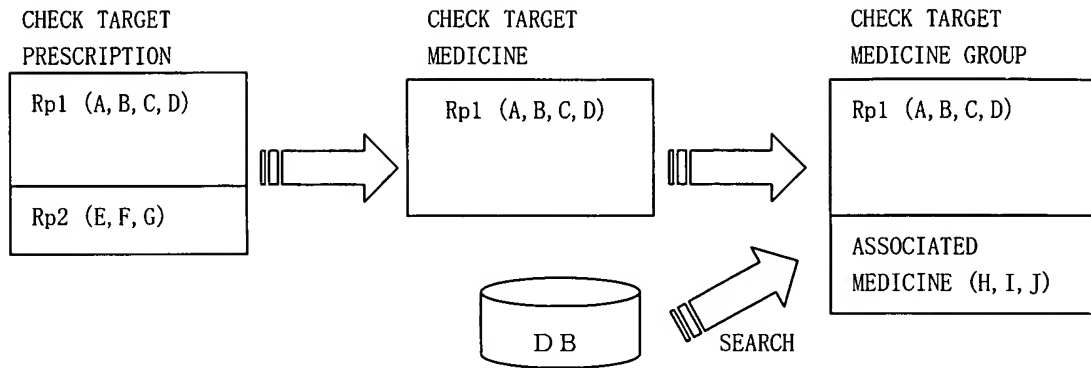 CHECK TARGET
PRESCRIPTION
Rp1 (A, B, C, D)
Rp2 (E, F, G)
CHECK TARGET
MEDICINE
Rp1 (A, B, C, D)
CHECK TARGET
MEDICINE GROUP
Rp1 (A, B, C, D)
ASSOCIATED
MEDICINE (H, I, J)
DB
SEARCH